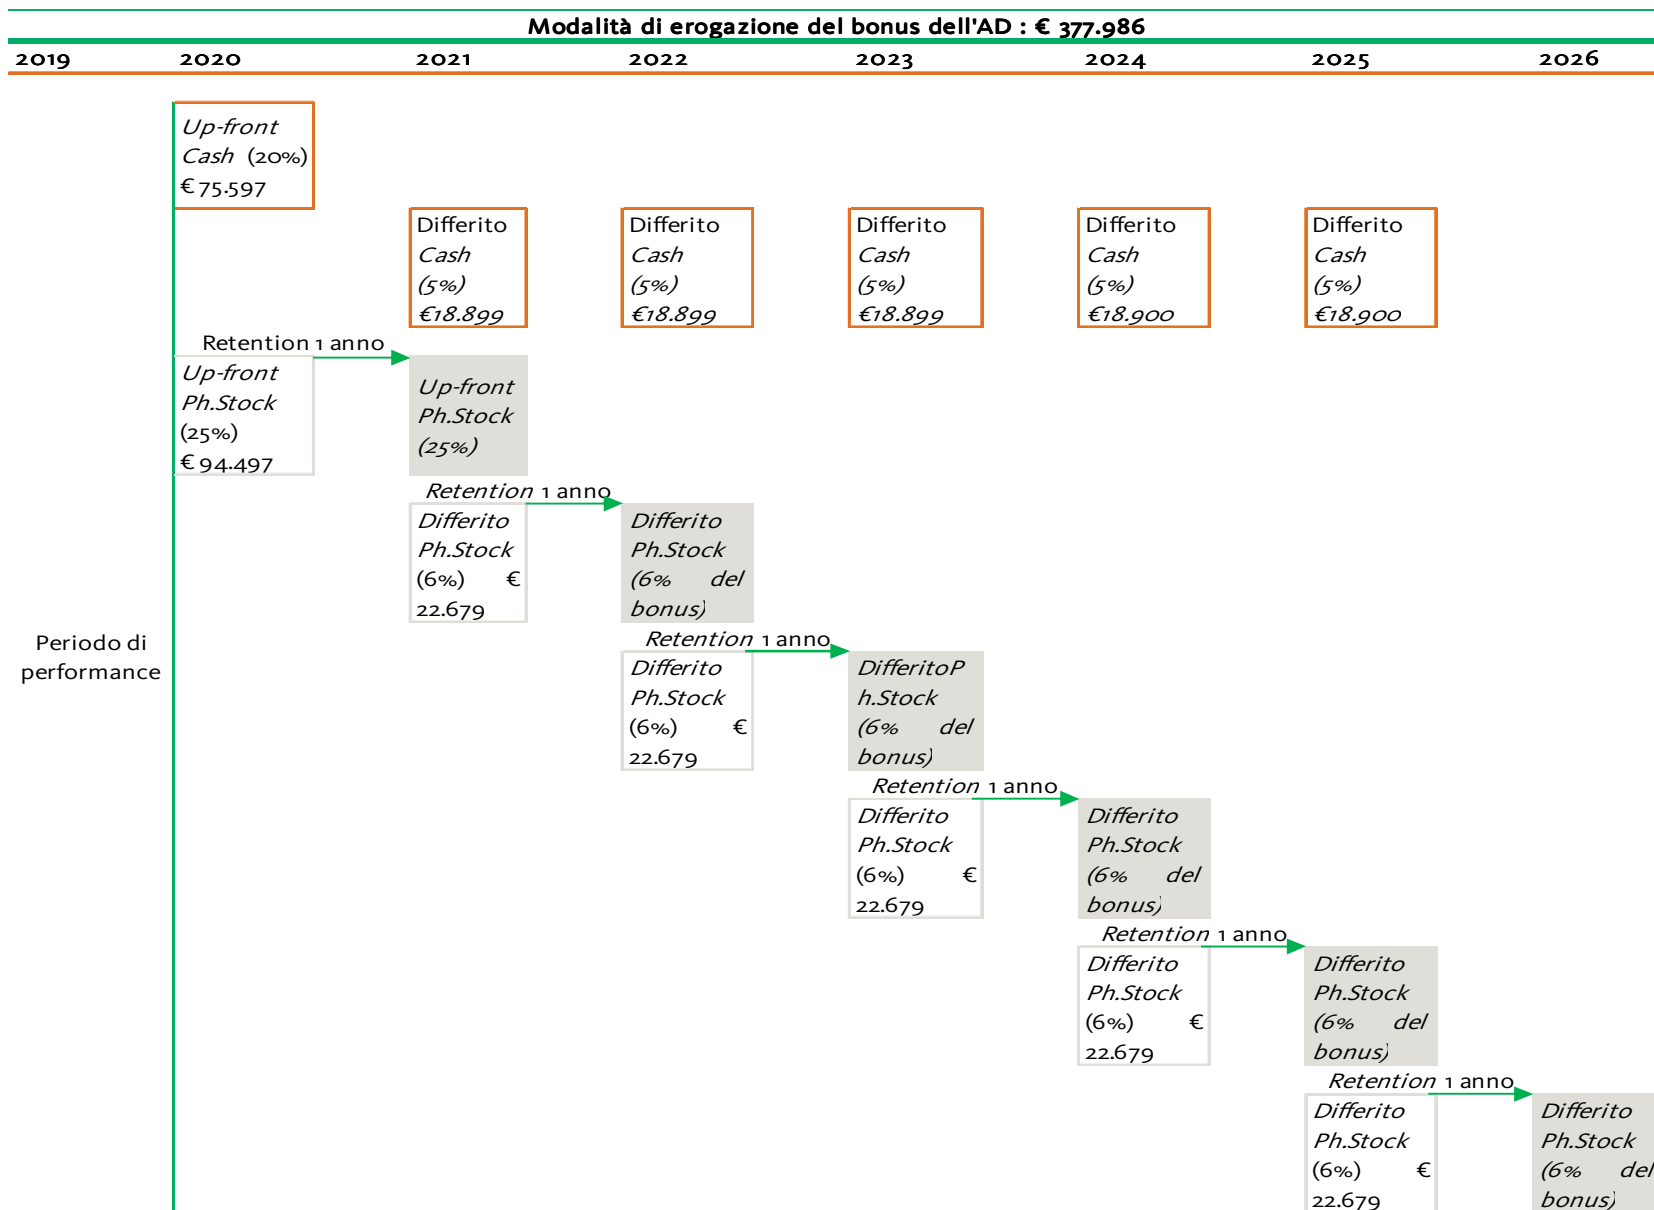 Modalità di erogazione del bonus dell'AD : € 377.986
2019 2020 2021 2022 2023 2024 2025 2026
Up-front
Cash (20%)
€ 75.597
Differito
Cash
(5%)
€18.899
Differito
Cash
(5%)
€18.899
Differito
Cash
(5%)
€18.899
Differito
Cash
(5%)
€18.900
Differito
Cash
(5%)
€18.900
Retention 1 anno
Up-front
Ph.Stock
(25%)
€ 94.497
Up-front
Ph.Stock
(25%)
Retention 1 anno
Differito
Ph.Stock
(6%) €
22.679
Differito
Ph.Stock
(6% del
bonus)
Periodo di
performance
Retention 1 anno
Differito
Ph.Stock
(6%) €
22.679
DifferitoP
h.Stock
(6% del
bonus)
Retention 1 anno
Differito
Ph.Stock
(6%) €
22.679
Differito
Ph.Stock
(6% del
bonus)
Retention 1 anno
Differito
Ph.Stock
(6%) €
22.679
Differito
Ph.Stock
(6% del
bonus)
Retention 1 anno
Differito
Ph.Stock
(6%) €
22.679
Differito
Ph.Stock
(6% del
bonus)